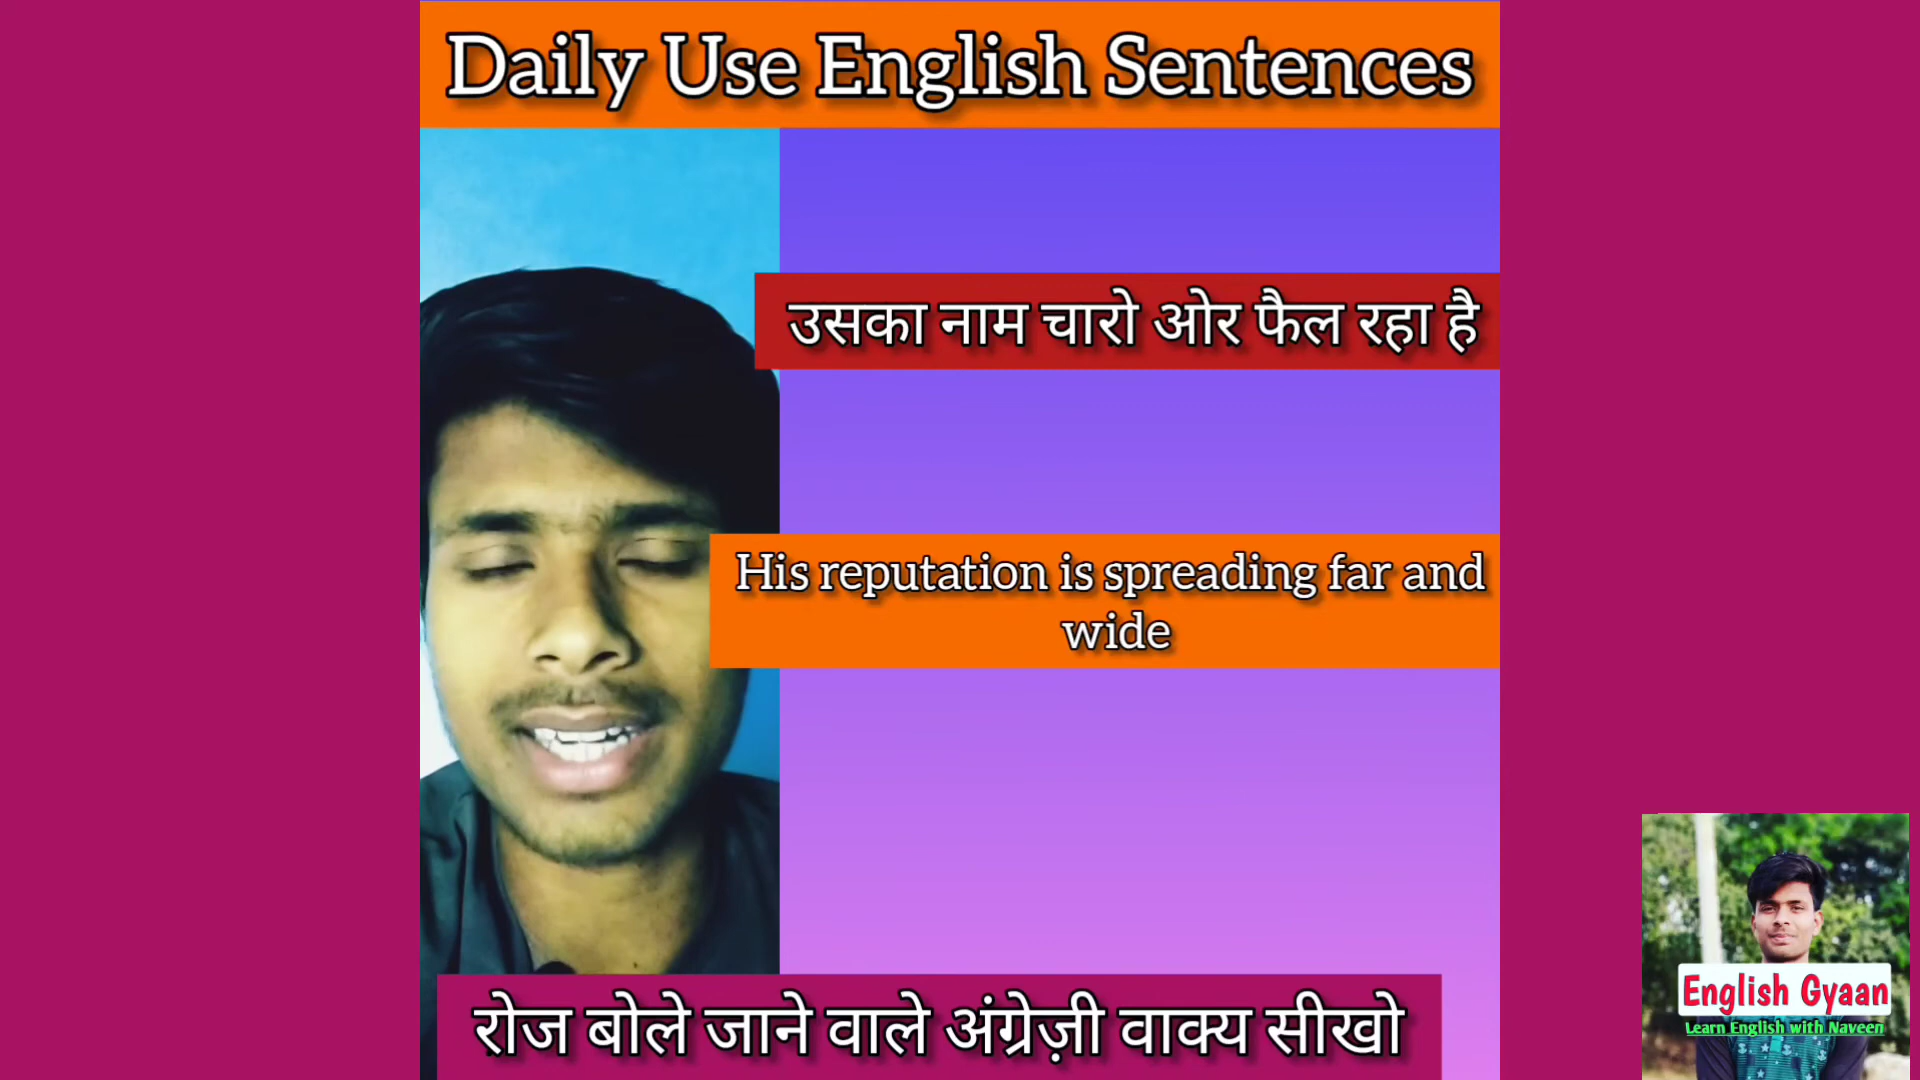 Daily Use English Sentences
उसका नाम चारो ओर फैल रहा है
His reputation is spreading far and
wide
रोज बोले जाने वाले अंग्रेज़ी वाक्य सीखो
English Gyaan
Learn English with Naveen